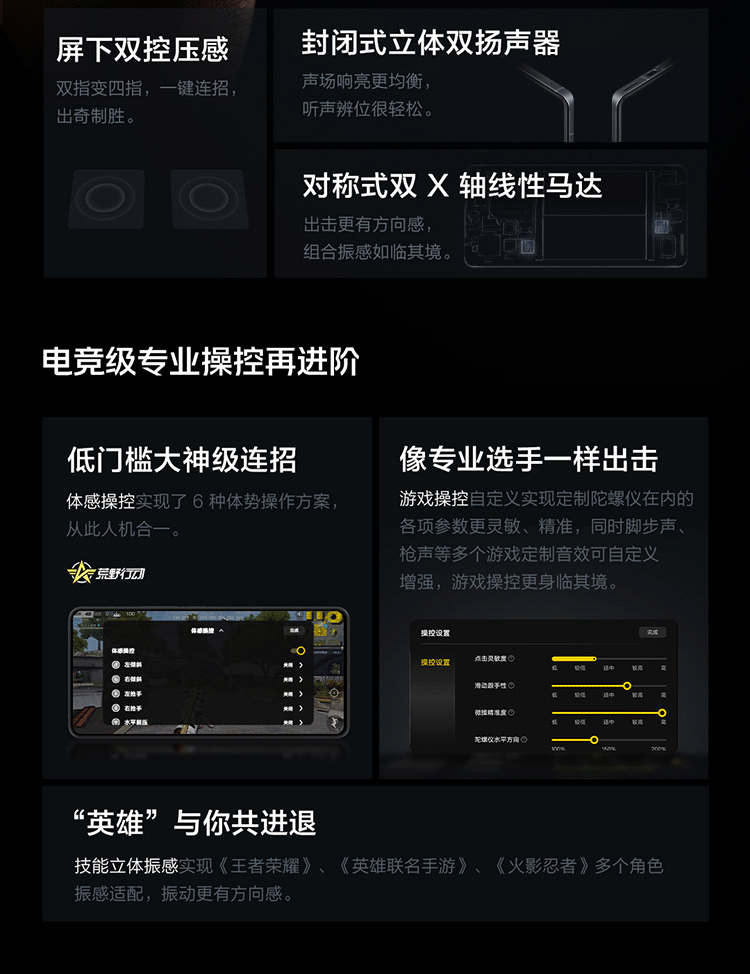 屏下双控压感
双指变四指，一键连招，
出奇制胜。
封闭式立体双扬声器
声场响亮更均衡，
听声辨位很轻松。
对称式双 X 轴线性马达
出击更有方向感，
组合振感如临其境。
电竞级专业操控再进阶
低门槛大神级连招
体感操控实现了 6 种体势操作方案，
从此人机合一。
荒野行动
体感操控
完成
体感操控
左倾斜 关闭
右倾斜 关闭
左抬手 关闭
右抬手 关闭
水平前压 关闭
像专业选手一样出击
游戏操控自定义实现定制陀螺仪在内的
各项参数更灵敏、精准，同时脚步声、
枪声等多个游戏定制音效可自定义
增强，游戏操控更身临其境。
操控设置 完成
操控设置
点击灵敏度
低 较低 适中 较高 高
滑动跟手性
低 较低 适中 较高 高
微操精准度
低 较低 适中 较高 高
陀螺仪水平方向
100% 150% 200%
“英雄”与你共进退
技能立体振感实现《王者荣耀》、《英雄联名手游》、《火影忍者》多个角色
振感适配，振动更有方向感。